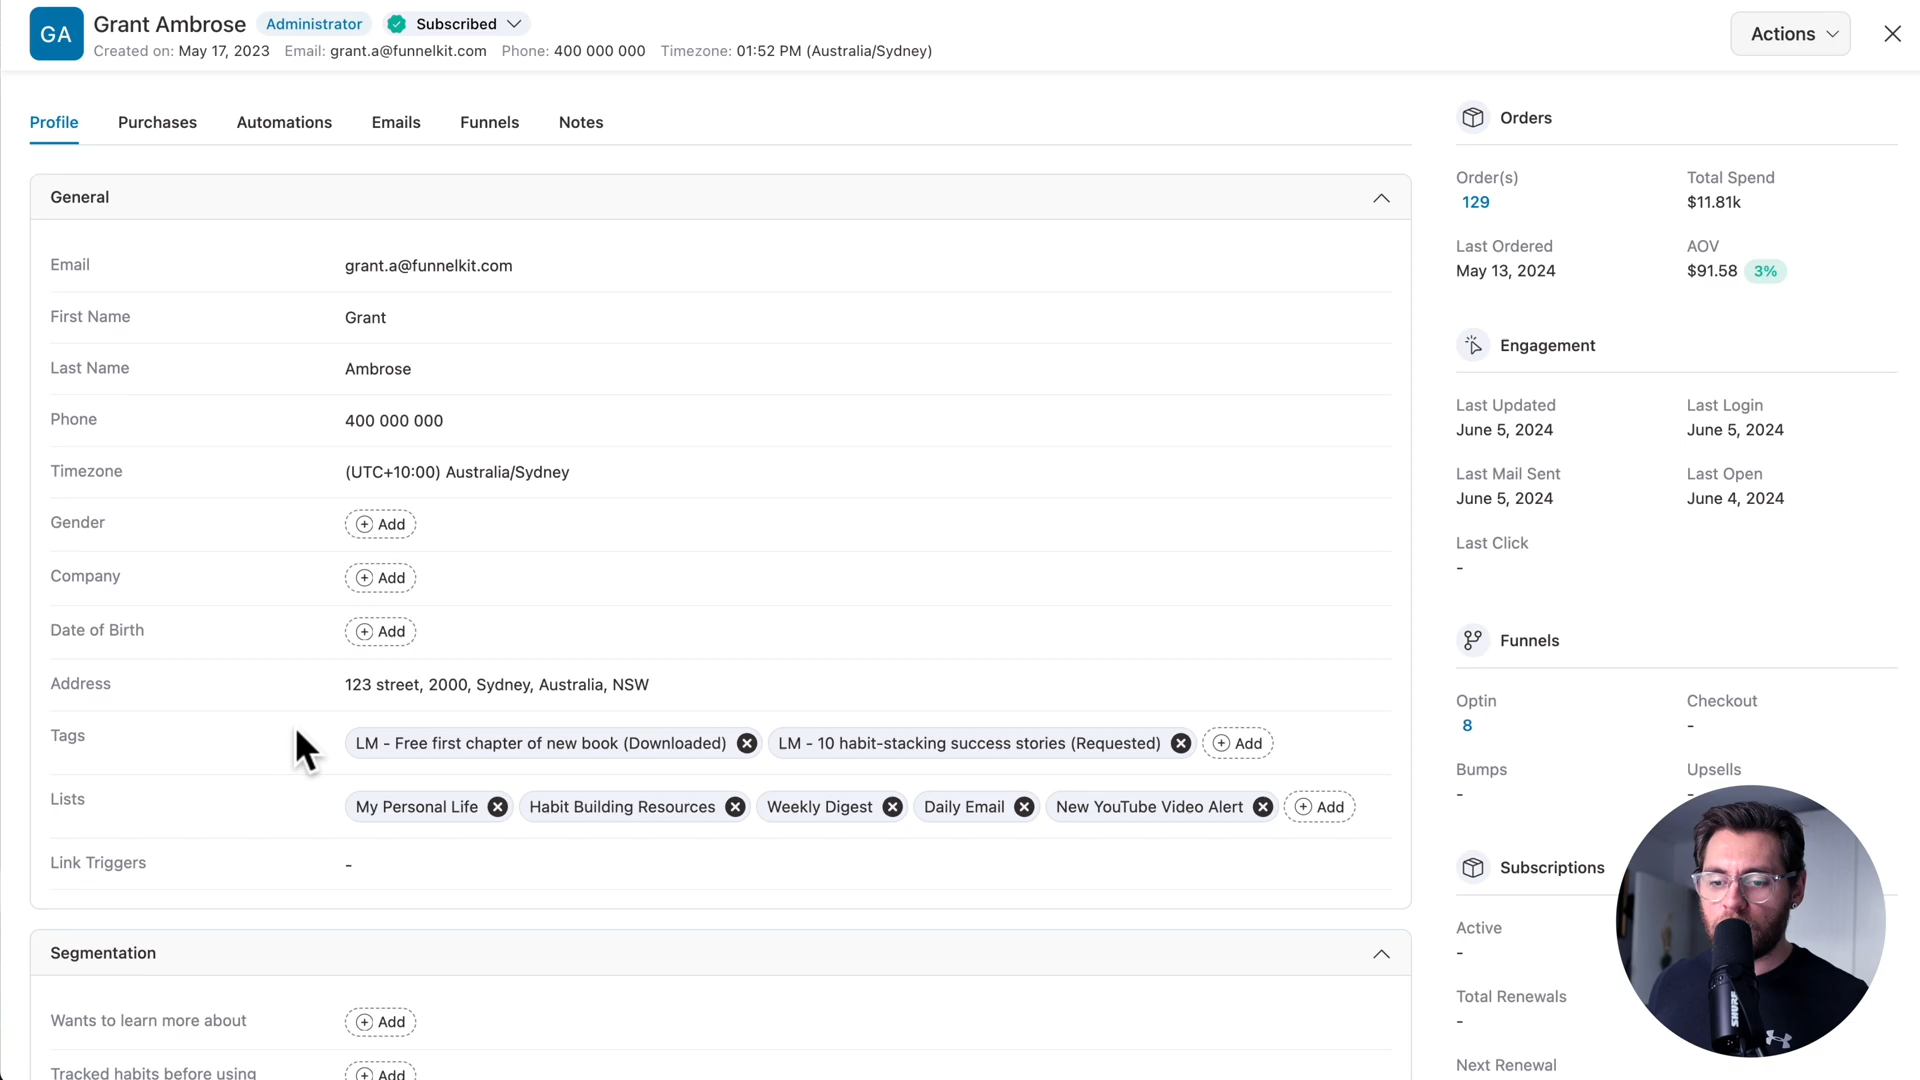 GA
Grant Ambrose Administrator Subscribed
Created on: May 17, 2023 Email: grant.a@funnelkit.com Phone: 400 000 000 Timezone: 01:52 PM (Australia/Sydney)
Actions
Profile Purchases Automations Emails Funnels Notes
General
Email grant.a@funnelkit.com
First Name Grant
Last Name Ambrose
Phone 400 000 000
Timezone (UTC+10:00) Australia/Sydney
Gender Add
Company Add
Date of Birth Add
Address 123 street, 2000, Sydney, Australia, NSW
Tags LM - Free first chapter of new book (Downloaded) LM - 10 habit-stacking success stories (Requested) Add
Lists My Personal Life Habit Building Resources Weekly Digest Daily Email New YouTube Video Alert Add
Link Triggers -
Segmentation
Wants to learn more about Add
Tracked habits before using Add
Orders
Order(s) Total Spend
129 $11.81k
Last Ordered AOV
May 13, 2024 $91.58 3%
Engagement
Last Updated Last Login
June 5, 2024 June 5, 2024
Last Mail Sent Last Open
June 5, 2024 June 4, 2024
Last Click
-
Funnels
Optin Checkout
8 -
Bumps Upsells
- -
Subscriptions
Active
-
Total Renewals
-
Next Renewal
SHURE